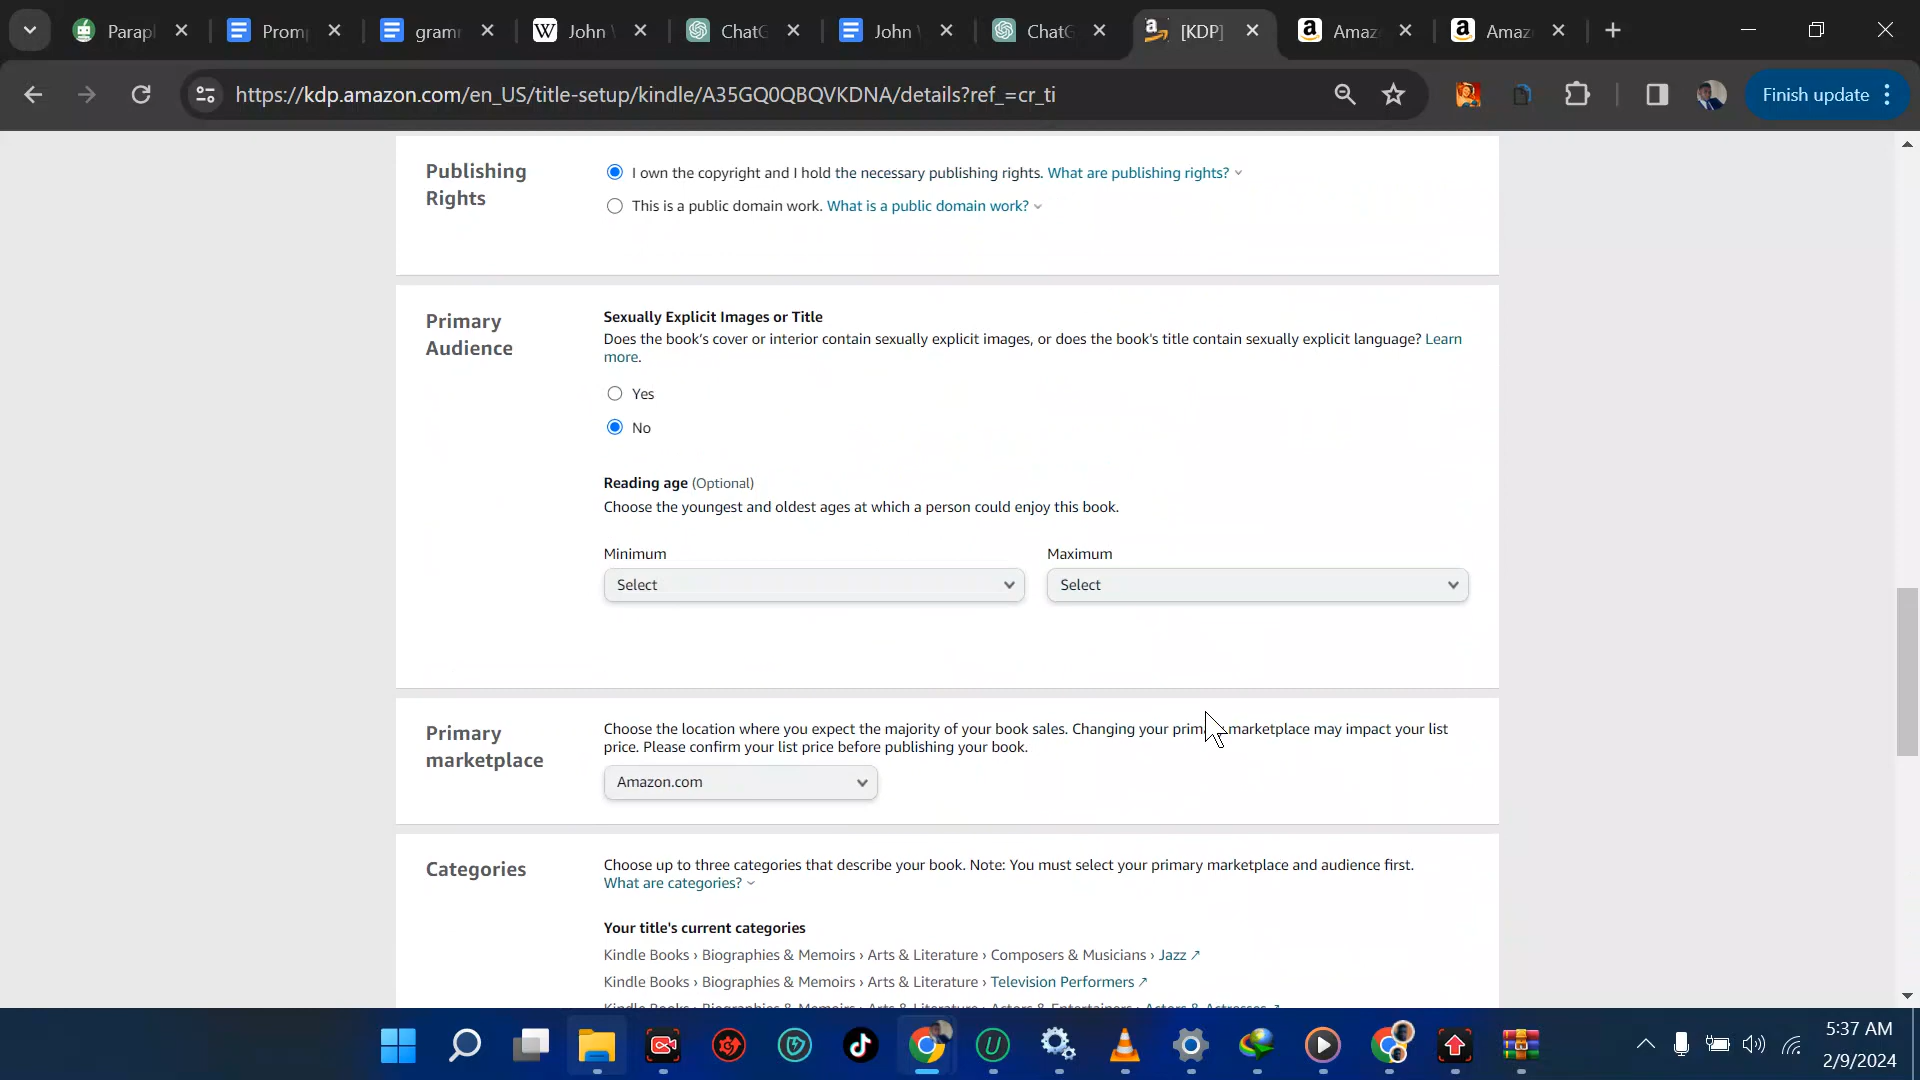 Parapl
Prom
gram
W John
ChatG
John
ChatG
[KDP]
Amaz
Amaz
https://kdp.amazon.com/en_US/title-setup/kindle/A35GQ0QBQVKDNA/details?ref_=cr_ti
Finish update
Publishing
Rights
I own the copyright and I hold the necessary publishing rights. What are publishing rights?
This is a public domain work. What is a public domain work?
Primary
Audience
Sexually Explicit Images or Title
Does the book's cover or interior contain sexually explicit images, or does the book's title contain sexually explicit language? Learn
more.
Yes
No
Reading age (Optional)
Choose the youngest and oldest ages at which a person could enjoy this book.
Minimum
Maximum
Select
Select
Primary
marketplace
Choose the location where you expect the majority of your book sales. Changing your prim marketplace may impact your list
price. Please confirm your list price before publishing your book.
Amazon.com
Categories
Choose up to three categories that describe your book. Note: You must select your primary marketplace and audience first.
What are categories?
Your title's current categories
Kindle Books › Biographies & Memoirs › Arts & Literature › Composers & Musicians › Jazz
Kindle Books › Biographies & Memoirs › Arts & Literature › Television Performers
Kindle Books › Biographies & Memoirs › Arts & Literature › Actors & Entertainers › Actors & Actresses
5:37 AM
2/9/2024